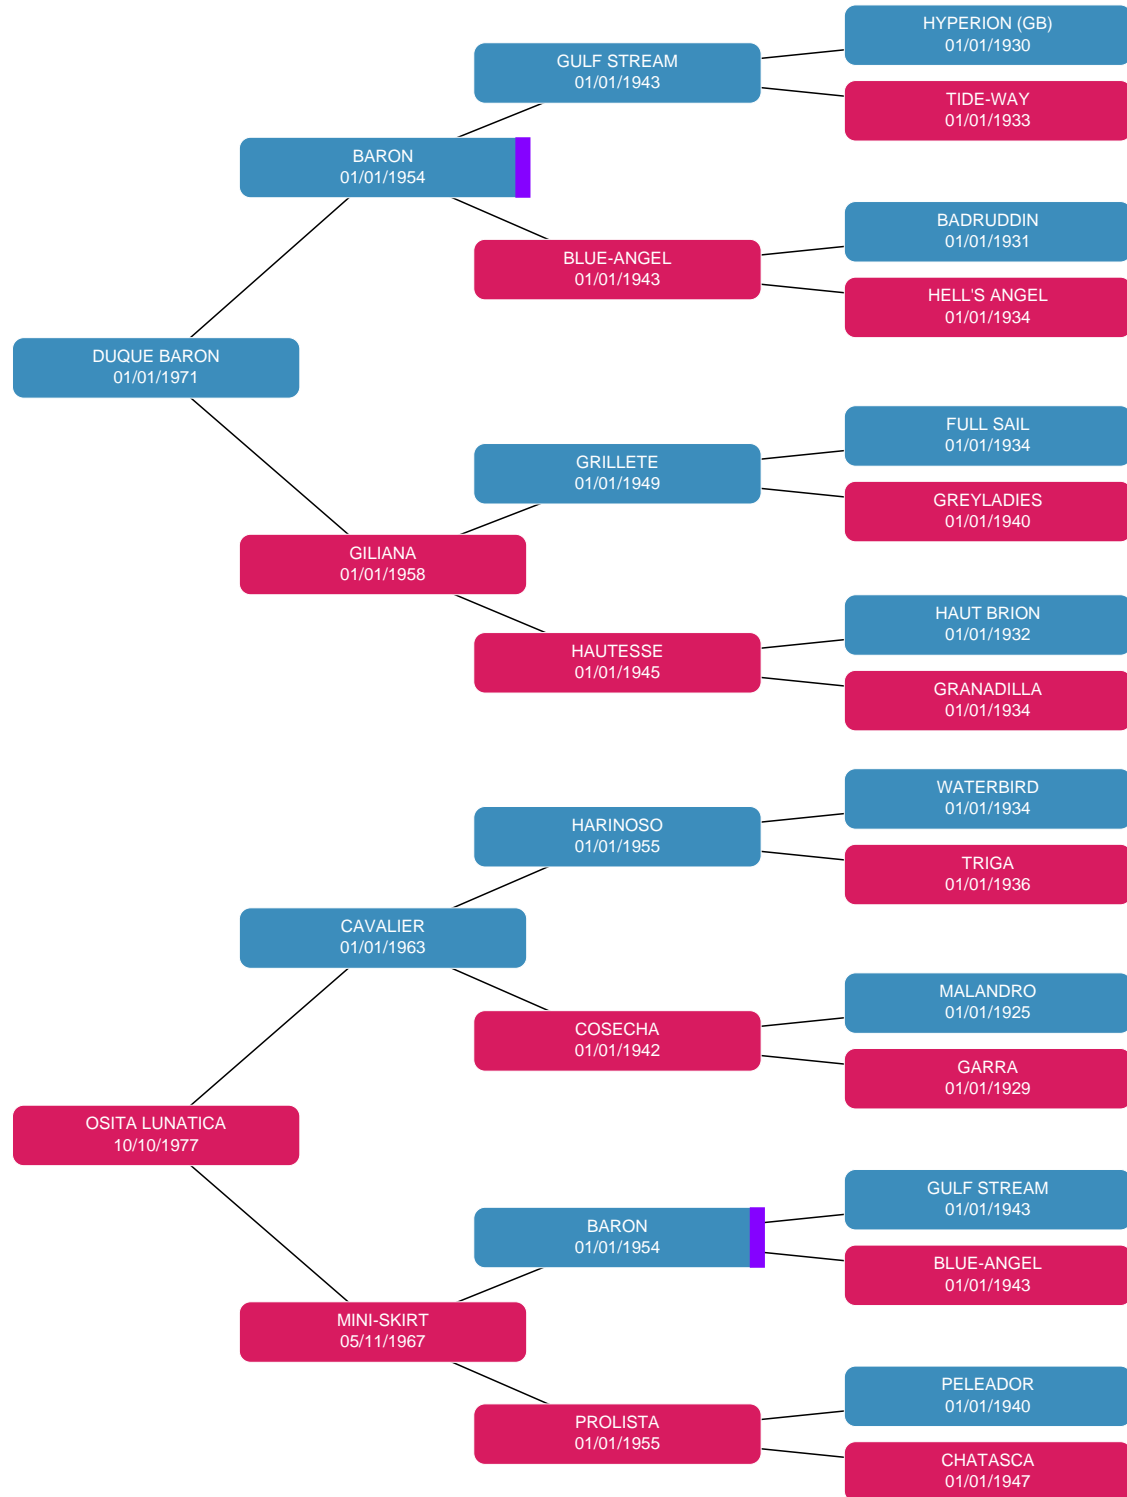 HYPERION (GB)
01/01/1930
GULF STREAM
01/01/1943
TIDE-WAY
01/01/1933
BARON
01/01/1954
BADRUDDIN
01/01/1931
BLUE-ANGEL
01/01/1943
HELL'S ANGEL
01/01/1934
DUQUE BARON
01/01/1971
FULL SAIL
01/01/1934
GRILLETE
01/01/1949
GREYLADIES
01/01/1940
GILIANA
01/01/1958
HAUT BRION
01/01/1932
HAUTESSE
01/01/1945
GRANADILLA
01/01/1934
WATERBIRD
01/01/1934
HARINOSO
01/01/1955
TRIGA
01/01/1936
CAVALIER
01/01/1963
MALANDRO
01/01/1925
COSECHA
01/01/1942
GARRA
01/01/1929
OSITA LUNATICA
10/10/1977
GULF STREAM
01/01/1943
BARON
01/01/1954
BLUE-ANGEL
01/01/1943
MINI-SKIRT
05/11/1967
PELEADOR
01/01/1940
PROLISTA
01/01/1955
CHATASCA
01/01/1947